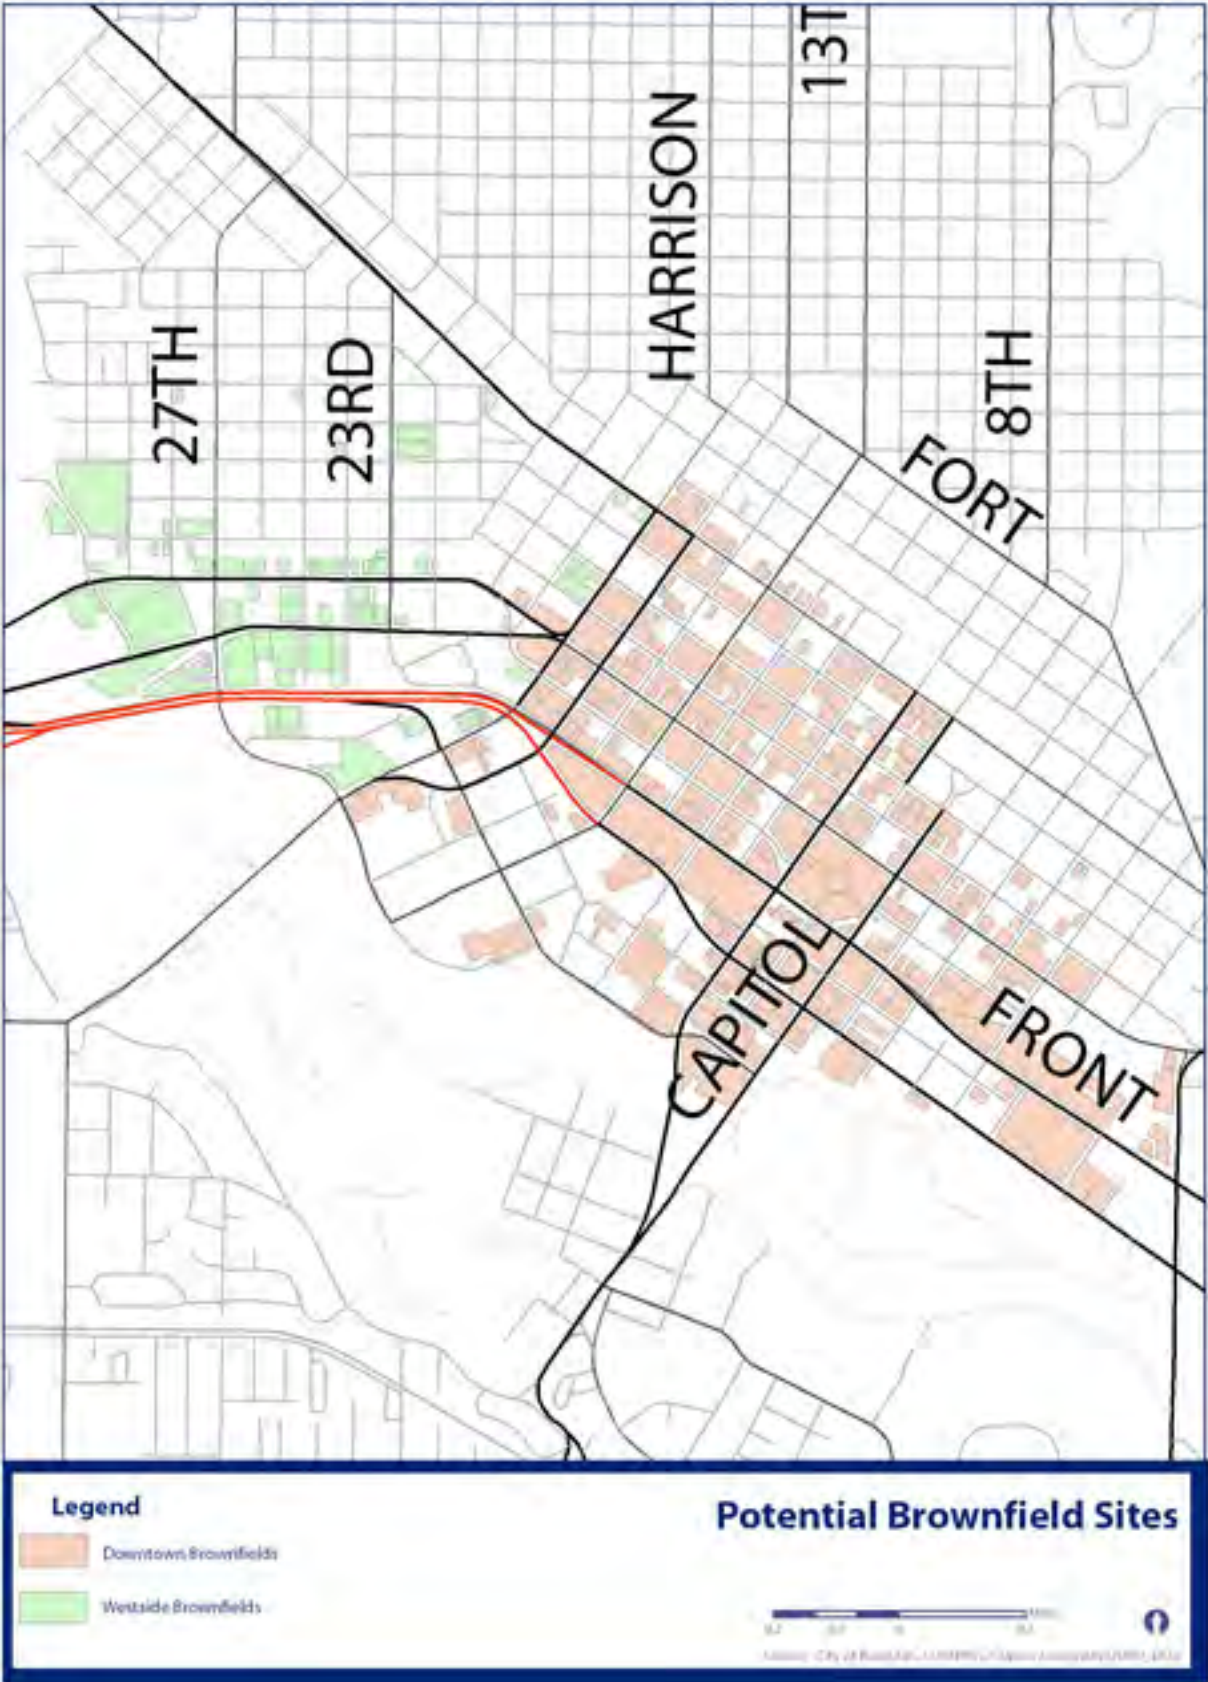 13T
HARRISON
27TH
23RD
8TH
FORT
CAPITOL
FRONT
Legend
Potential Brownfield Sites
Downtown Brownfields
Westside Brownfields